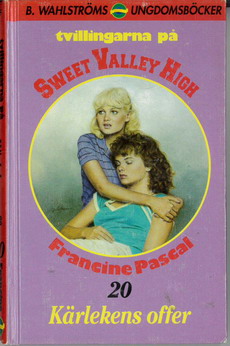 B. WAHLSTRÖMS UNGDOMSBÖCKER
tvillingarna på
SWEET VALLEY HIGH
Francine Pascal
20
Kärlekens offer